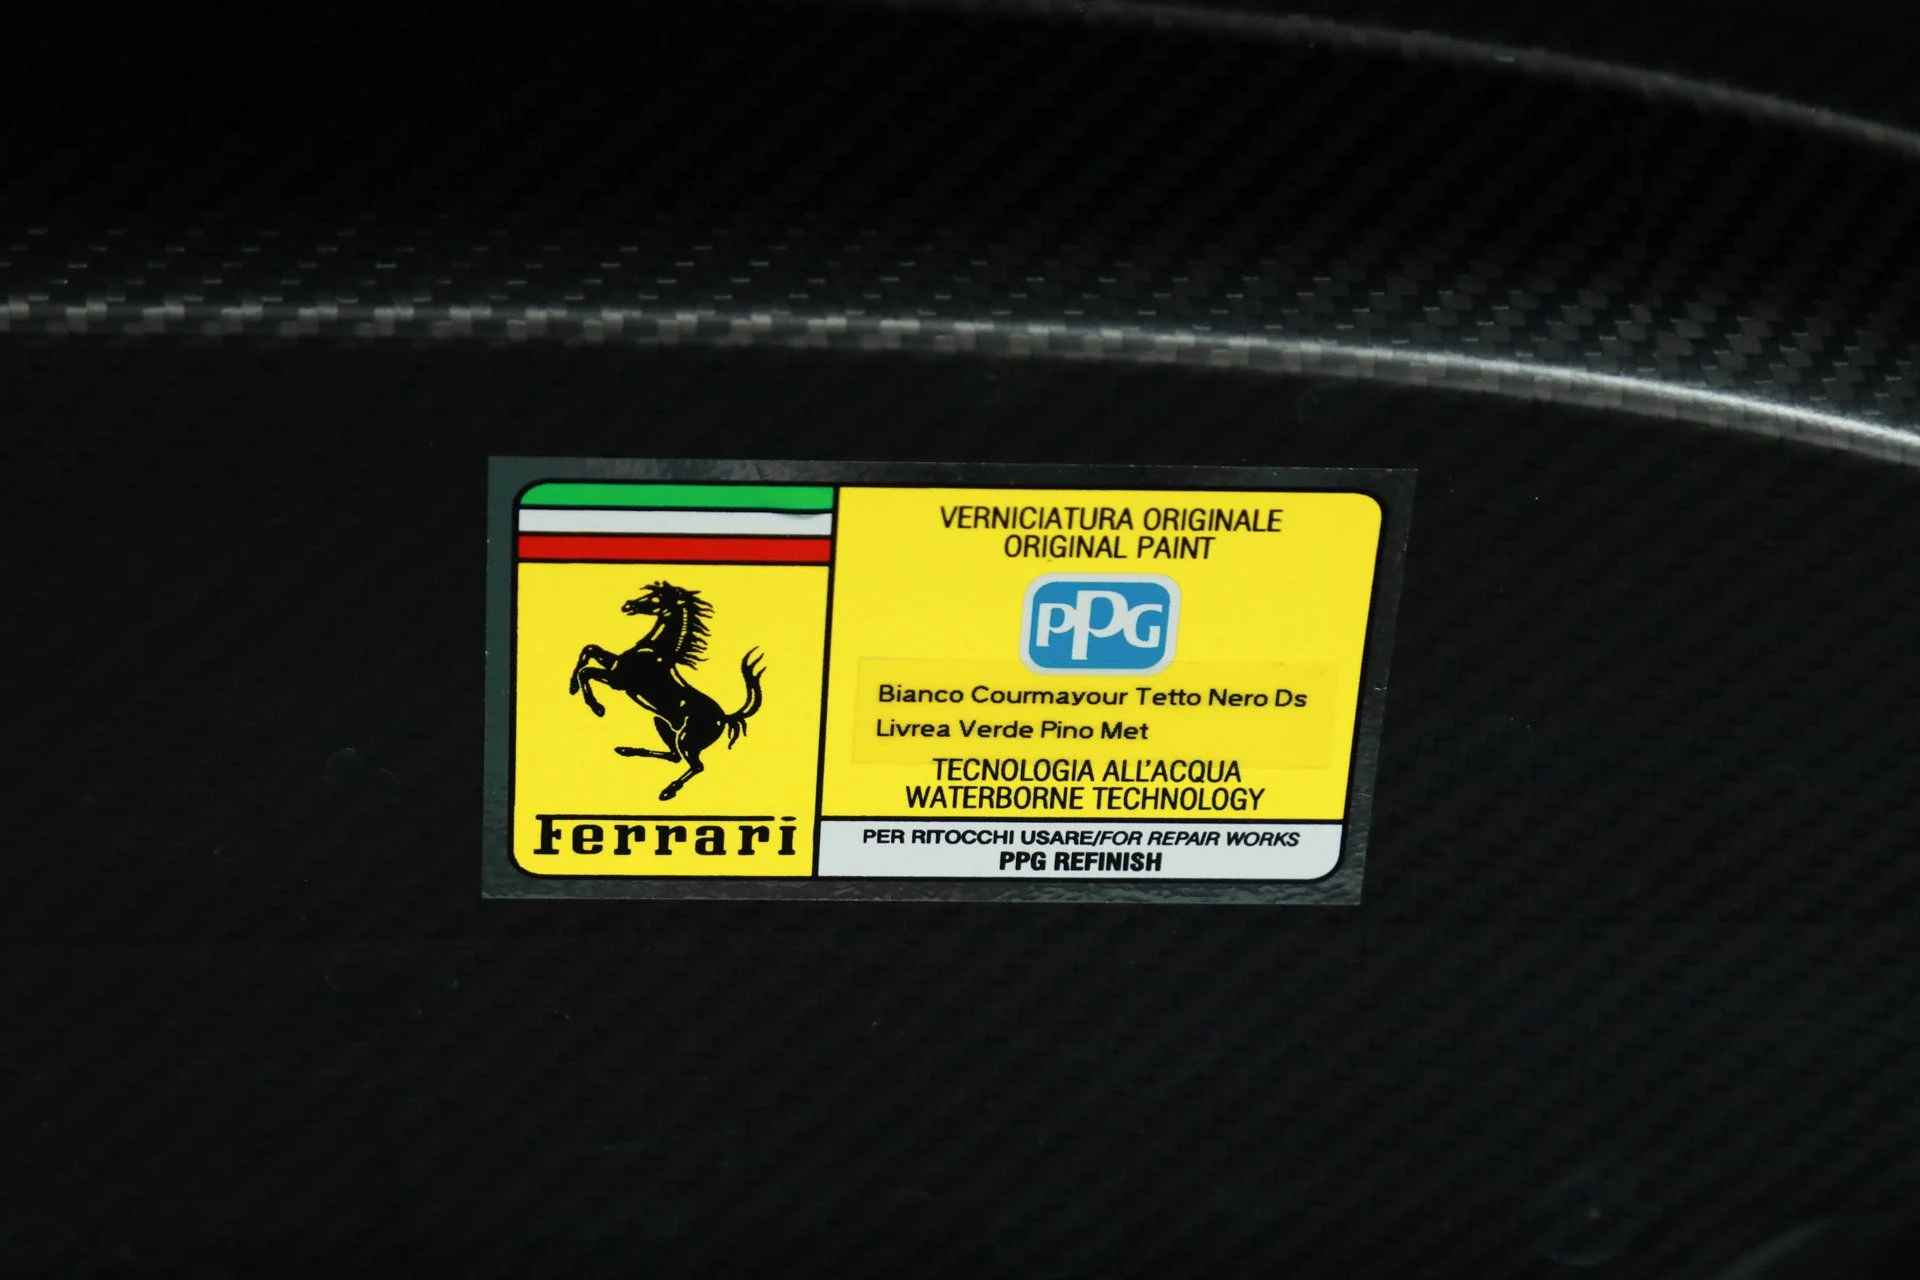 Ferrari
VERNICIATURA ORIGINALE
ORIGINAL PAINT
PPG
Bianco Courmayour Tetto Nero Ds
Livrea Verde Pino Met
TECNOLOGIA ALL'ACQUA
WATERBORNE TECHNOLOGY
PER RITOCCHI USARE/FOR REPAIR WORKS
PPG REFINISH